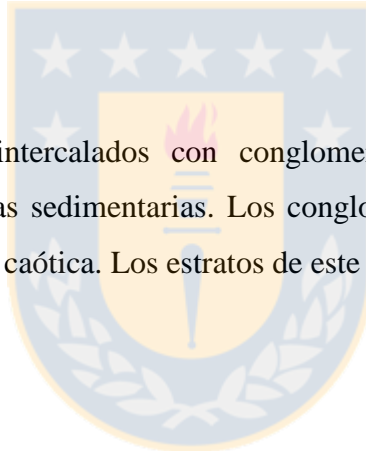 intercalados con conglome
as sedimentarias. Los conglo
caótica. Los estratos de este